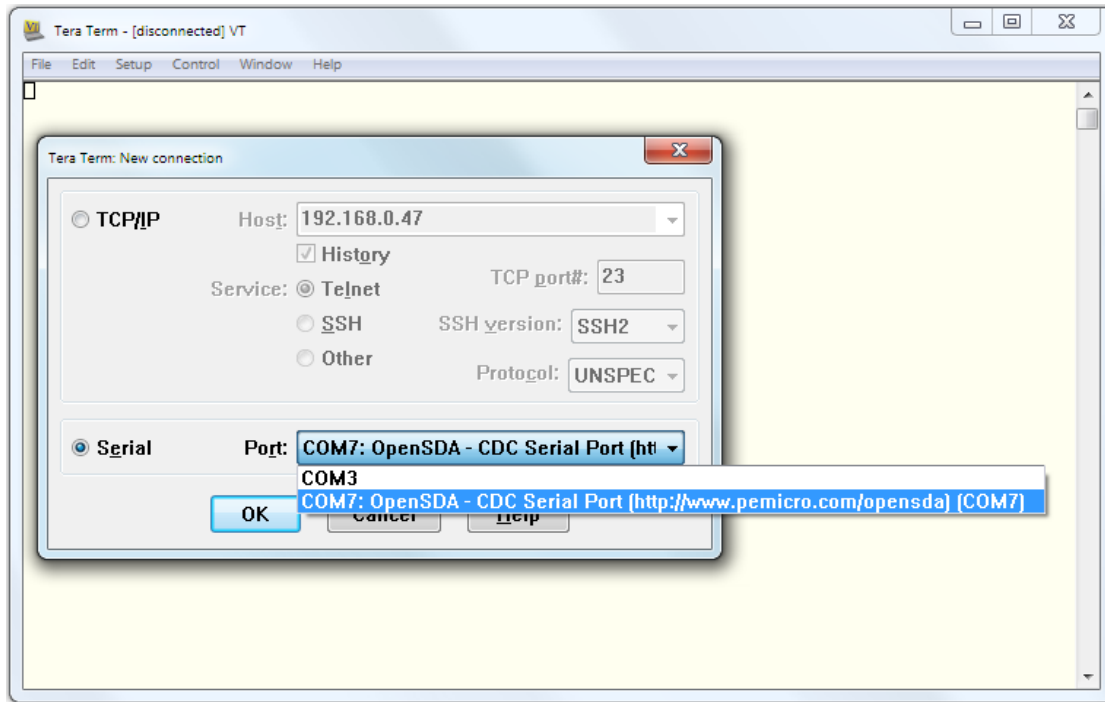 Tera Term - [disconnected] VT
File Edit Setup Control Window Help
Tera Term: New connection
TCP/IP Host: 192.168.0.47
History
Service: Telnet TCP port#: 23
SSH SSH version: SSH2
Other Protocol: UNSPEC
Serial Port: COM7: OpenSDA - CDC Serial Port (htt
COM3
COM7: OpenSDA - CDC Serial Port (http://www.pemicro.com/opensda) (COM7)
OK Cancel Help